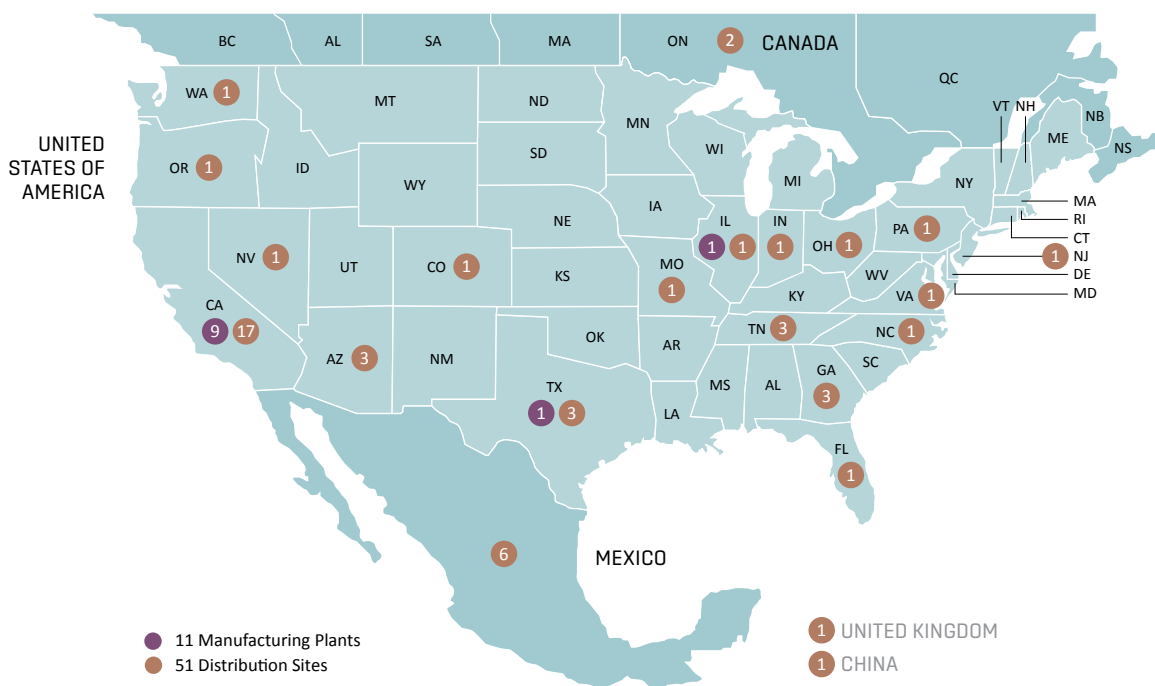 BC
AL
SA
MA
ON
2
CANADA
QC
WA
1
MT
ND
MN
VT
NH
ME
NB
NS
UNITED
STATES OF
AMERICA
OR
1
ID
SD
WI
MI
WY
NY
MA
RI
CT
1
NJ
DE
MD
IA
NE
IL
1
1
IN
1
OH
1
PA
1
NV
1
UT
CO
1
KS
MO
1
WV
VA
1
KY
CA
9
17
AZ
3
NM
OK
AR
TN
3
NC
1
SC
TX
1
3
LA
MS
AL
GA
3
FL
1
6
MEXICO
11 Manufacturing Plants
51 Distribution Sites
1
UNITED KINGDOM
1
CHINA